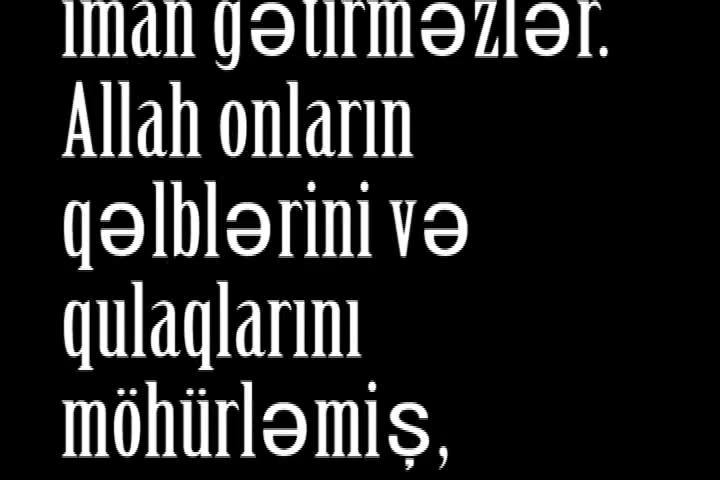 iman gətirməzlər.
Allah onların
qəlblərini və
qulaqlarını
möhürləmiş,